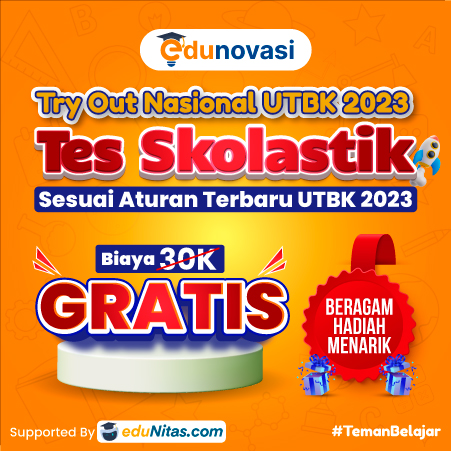 edunovasi
Try Out Nasional UTBK 2023
Tes Skolastik
Sesuai Aturan Terbaru UTBK 2023
Biaya 30K
GRATIS
BERAGAM
HADIAH
MENARIK
Supported By eduNitas.com
#TemanBelajar